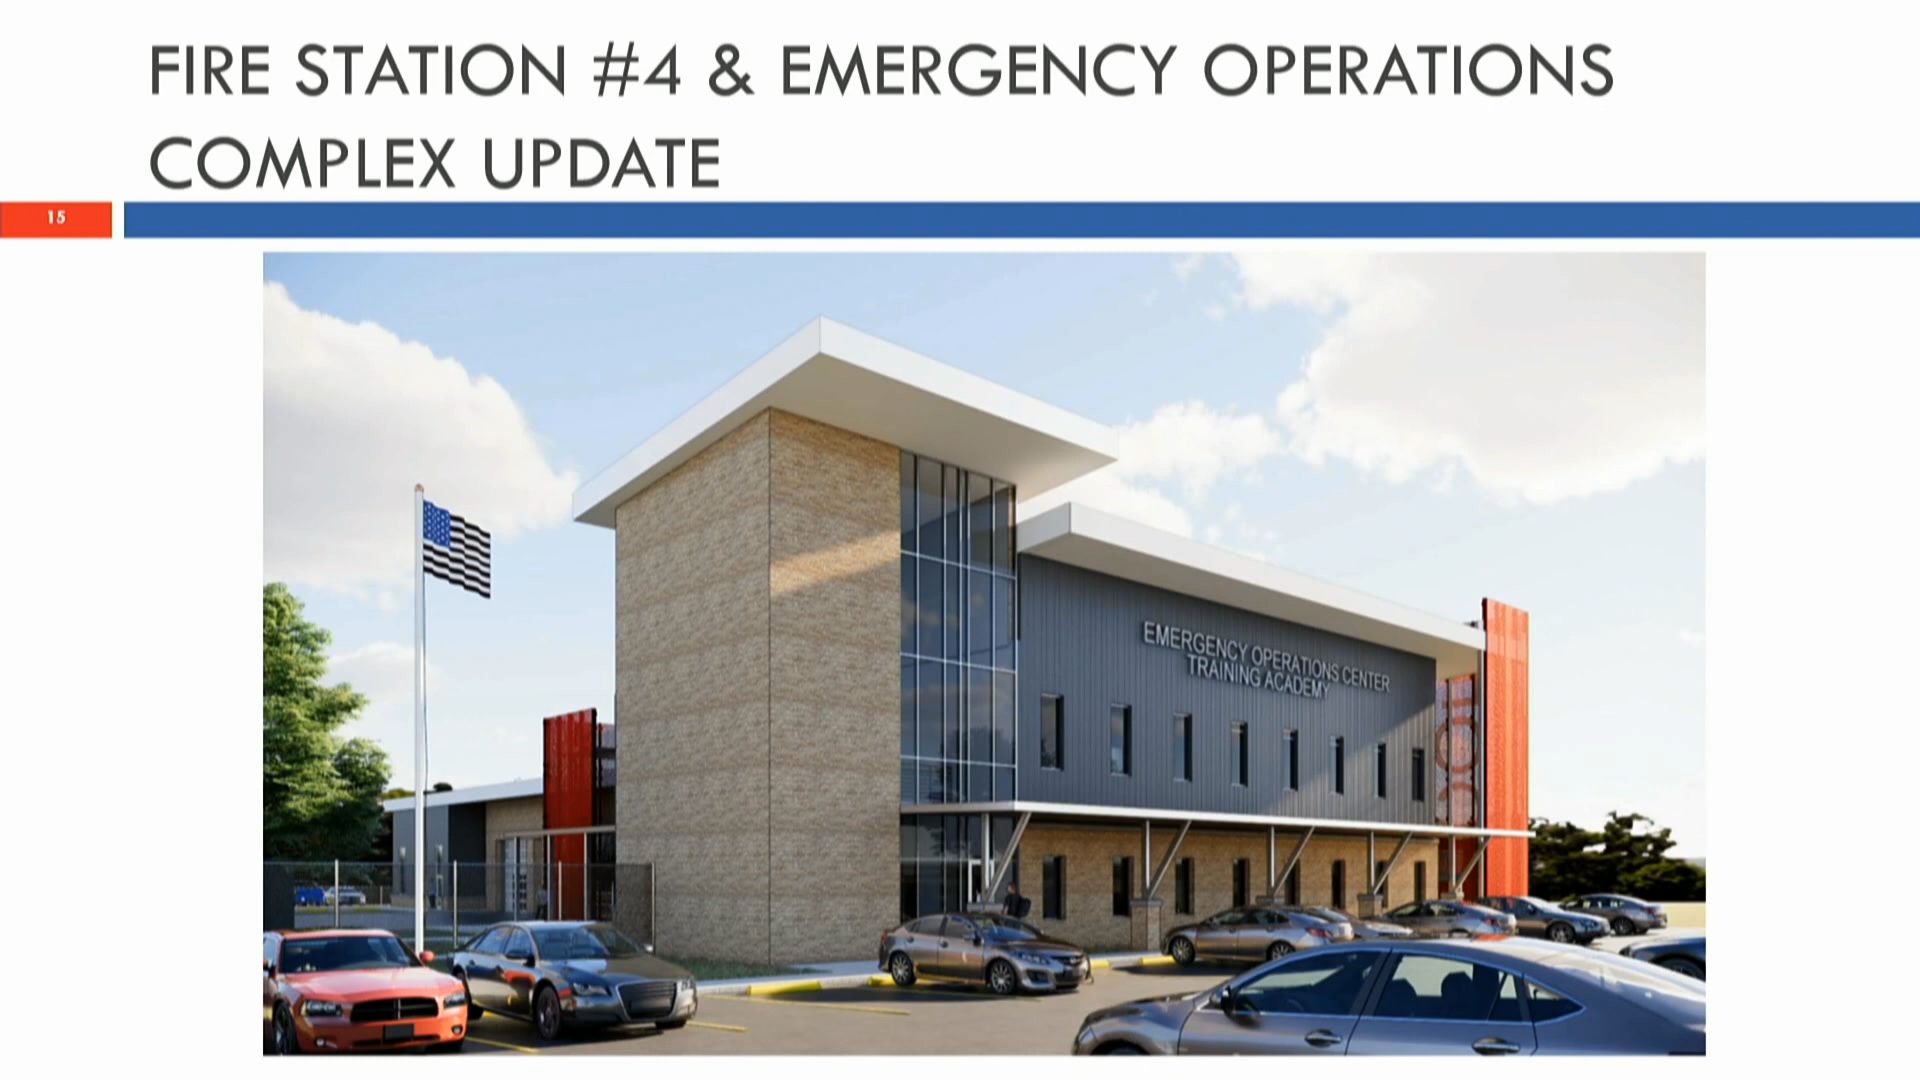 FIRE STATION #4 & EMERGENCY OPERATIONS
COMPLEX UPDATE
15
EMERGENCY OPERATIONS CENTER
TRAINING ACADEMY